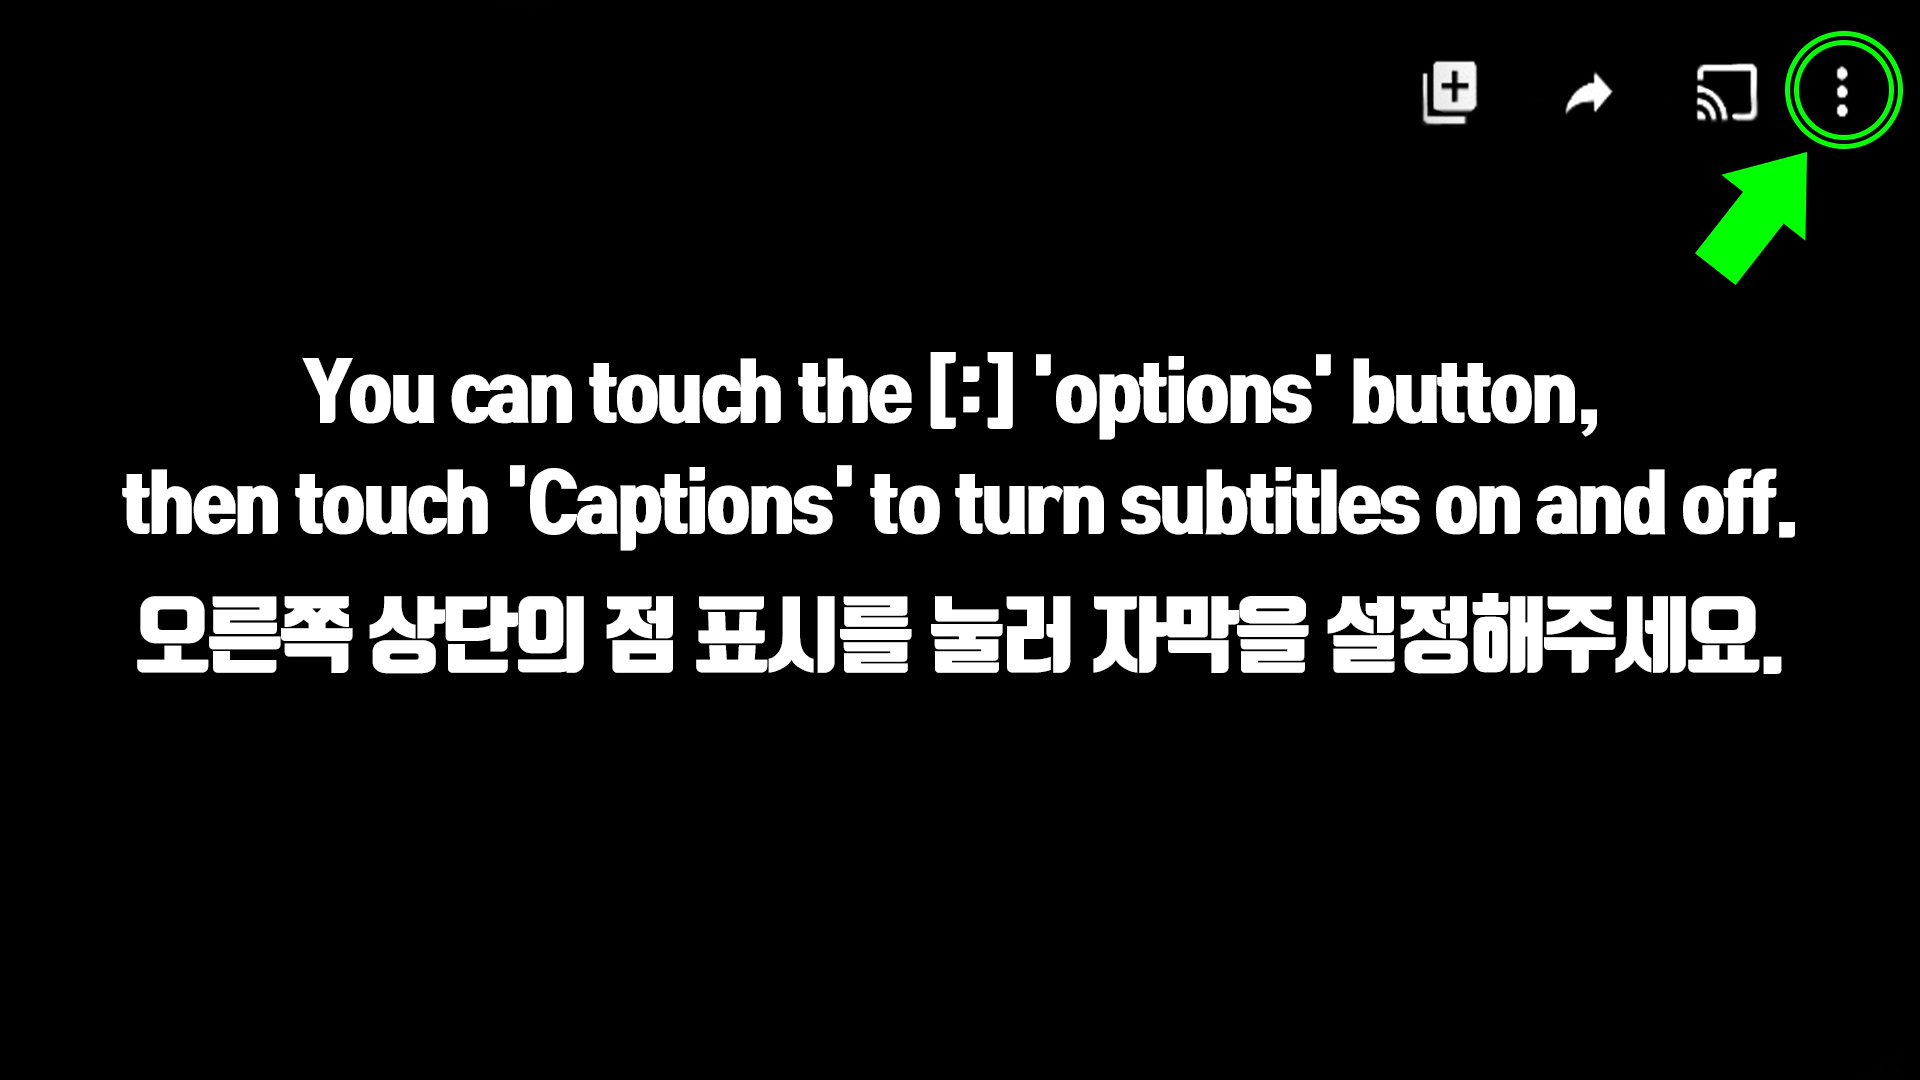 You can touch the [:] 'options' button,
then touch 'Captions' to turn subtitles on and off.
오른쪽 상단의 점 표시를 눌러 자막을 설정해주세요.